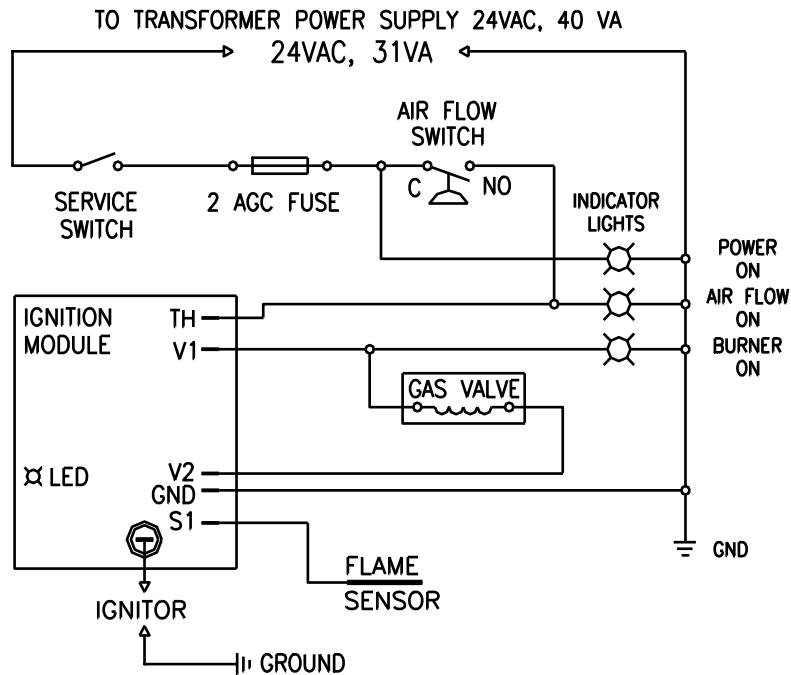 TO TRANSFORMER POWER SUPPLY 24VAC, 40 VA
24VAC, 31VA
AIR FLOW
SWITCH
C
NO
SERVICE
SWITCH
2 AGC FUSE
INDICATOR
LIGHTS
POWER
ON
AIR FLOW
ON
BURNER
ON
IGNITION
MODULE
TH
V1
GAS VALVE
LED
V2
GND
S1
GND
FLAME
SENSOR
IGNITOR
GROUND